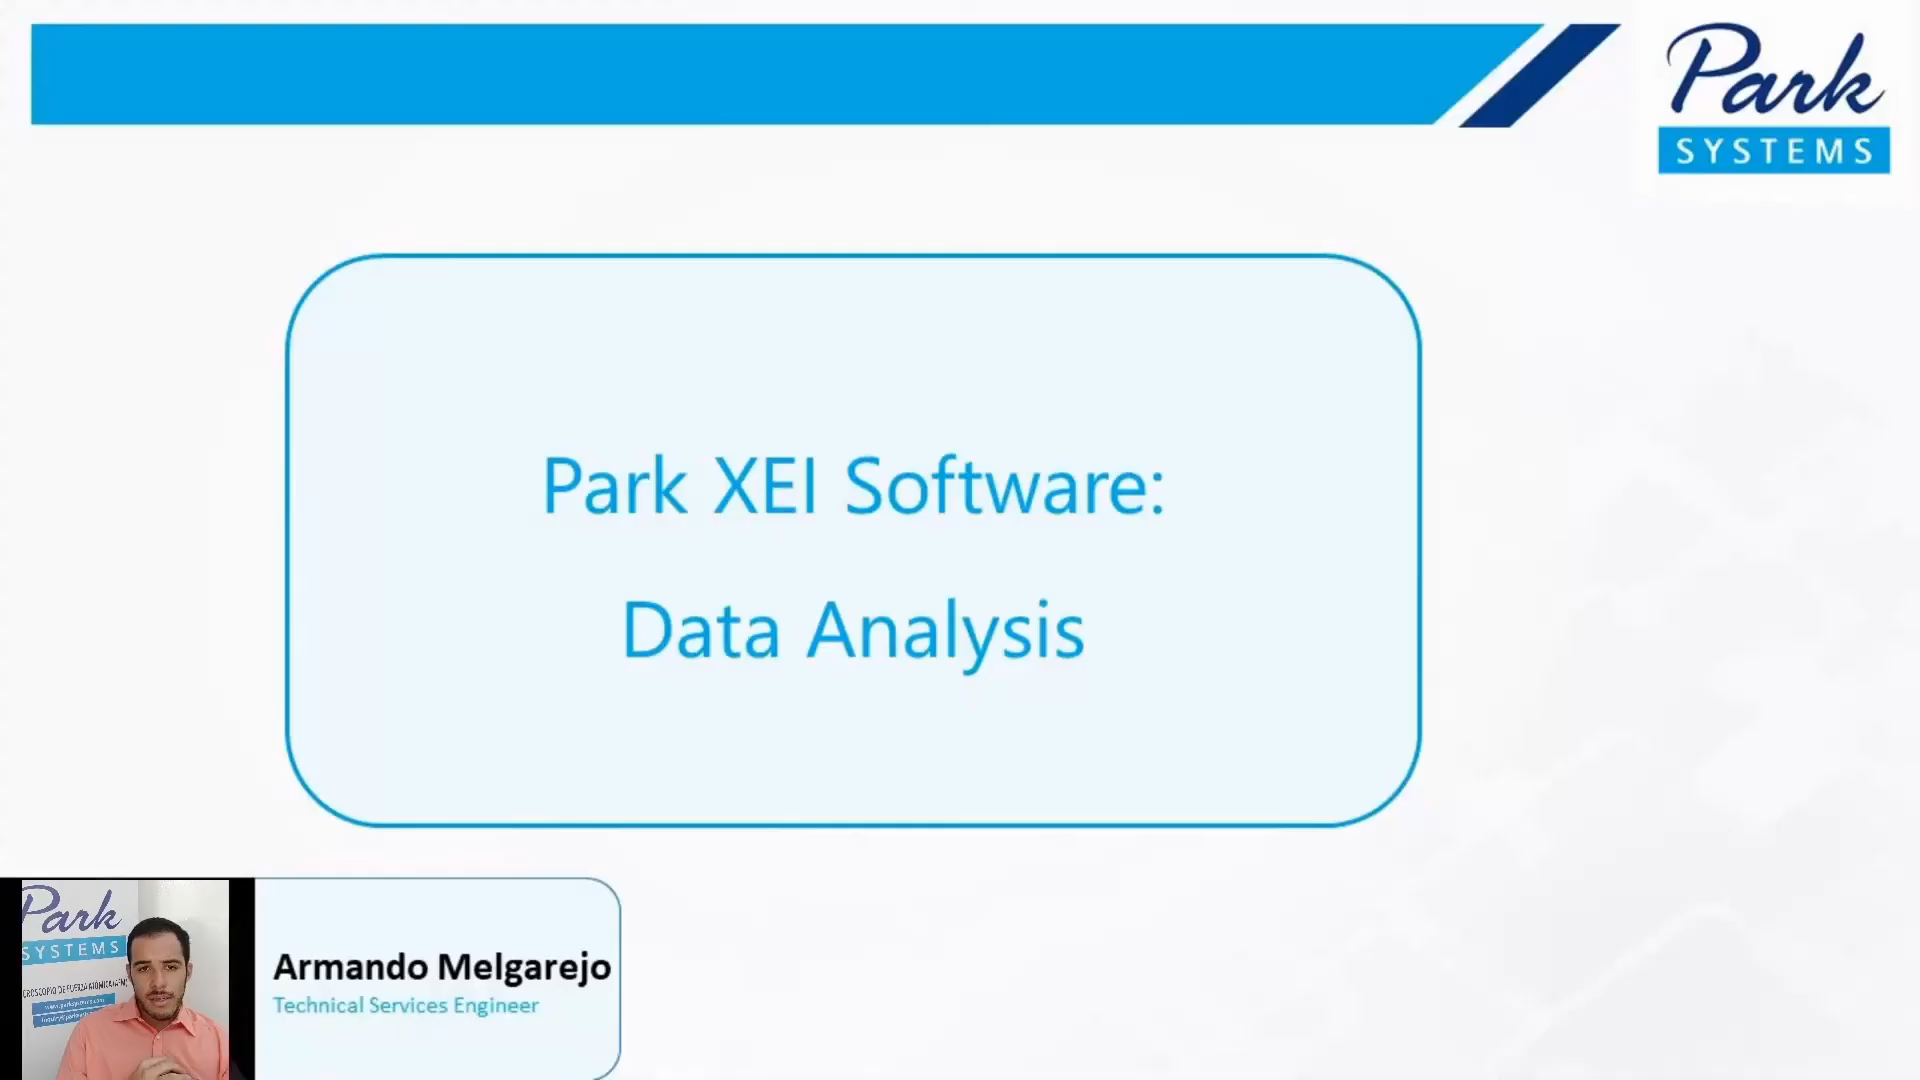 Park
SYSTEMS
Park XEI Software:
Data Analysis
Park
SYSTEMS
Armando Melgarejo
Technical Services Engineer